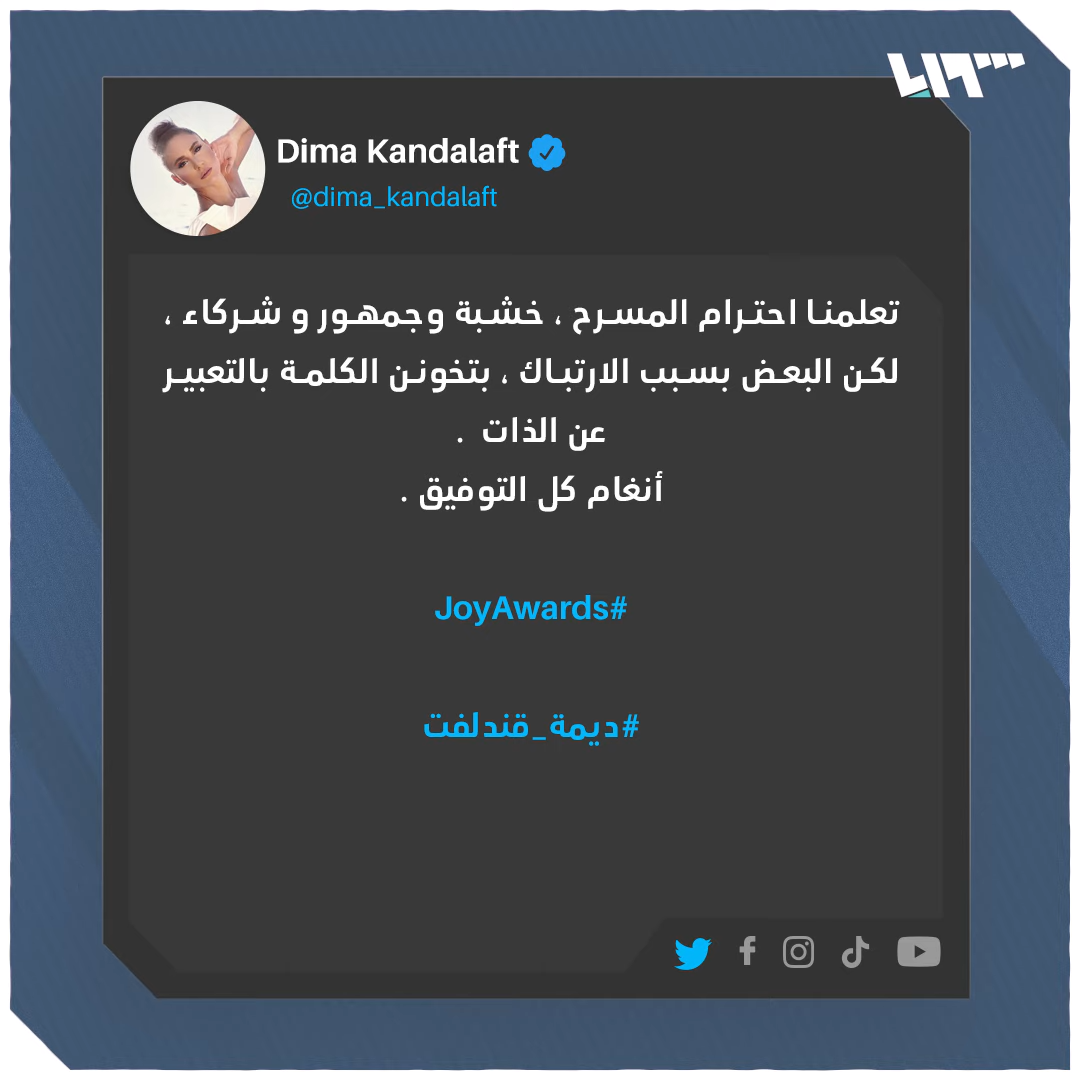 LIT
Dima Kandalaft
@dima_kandalaft
تعلمنا احترام المسرح ، خشبة وجمهور و شركاء ،
لكن البعض بسبب الارتباك ، بتخونن الكلمة بالتعبير
عن الذات .
أنغام كل التوفيق .
#JoyAwards
#ديمة_قندلفت